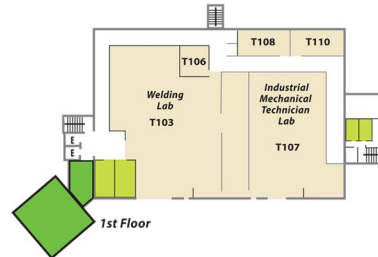 T108
T110
T106
Welding
Lab
T103
Industrial
Mechanical
Technician
Lab
T107
E
E
1st Floor